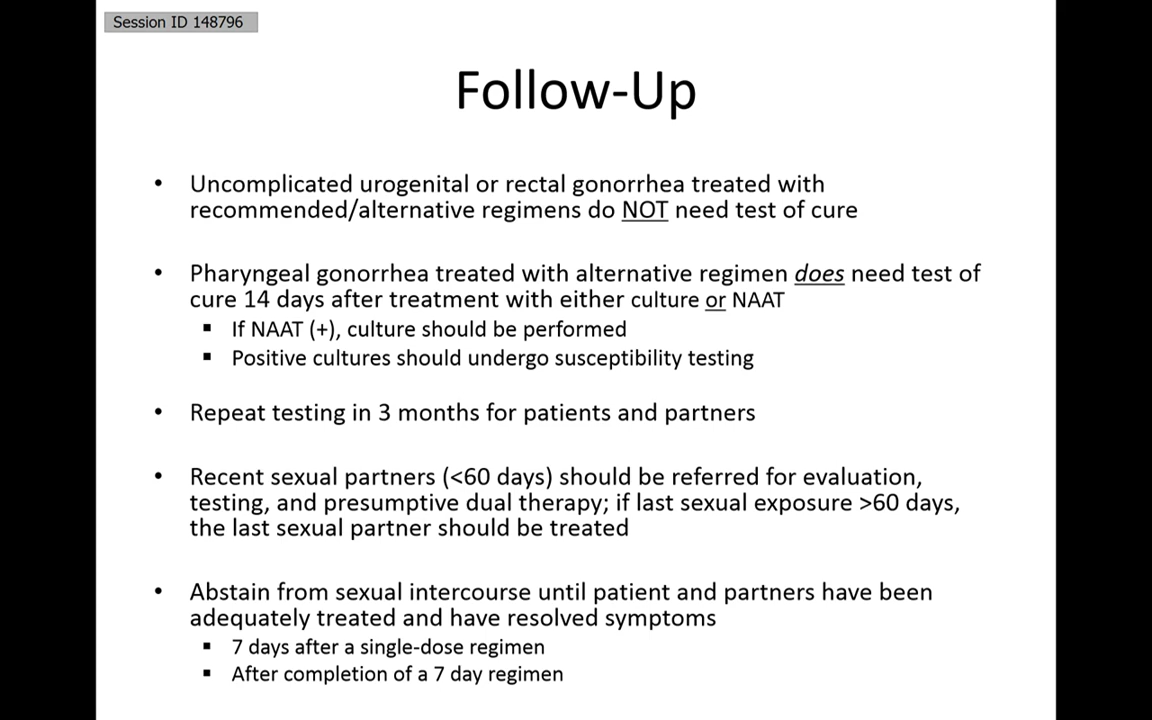 Session ID 148796
Follow-Up
• Uncomplicated urogenital or rectal gonorrhea treated with
recommended/alternative regimens do NOT need test of cure
• Pharyngeal gonorrhea treated with alternative regimen does need test of
cure 14 days after treatment with either culture or NAAT
▪ If NAAT (+), culture should be performed
▪ Positive cultures should undergo susceptibility testing
• Repeat testing in 3 months for patients and partners
• Recent sexual partners (<60 days) should be referred for evaluation,
testing, and presumptive dual therapy; if last sexual exposure >60 days,
the last sexual partner should be treated
• Abstain from sexual intercourse until patient and partners have been
adequately treated and have resolved symptoms
▪ 7 days after a single-dose regimen
▪ After completion of a 7 day regimen